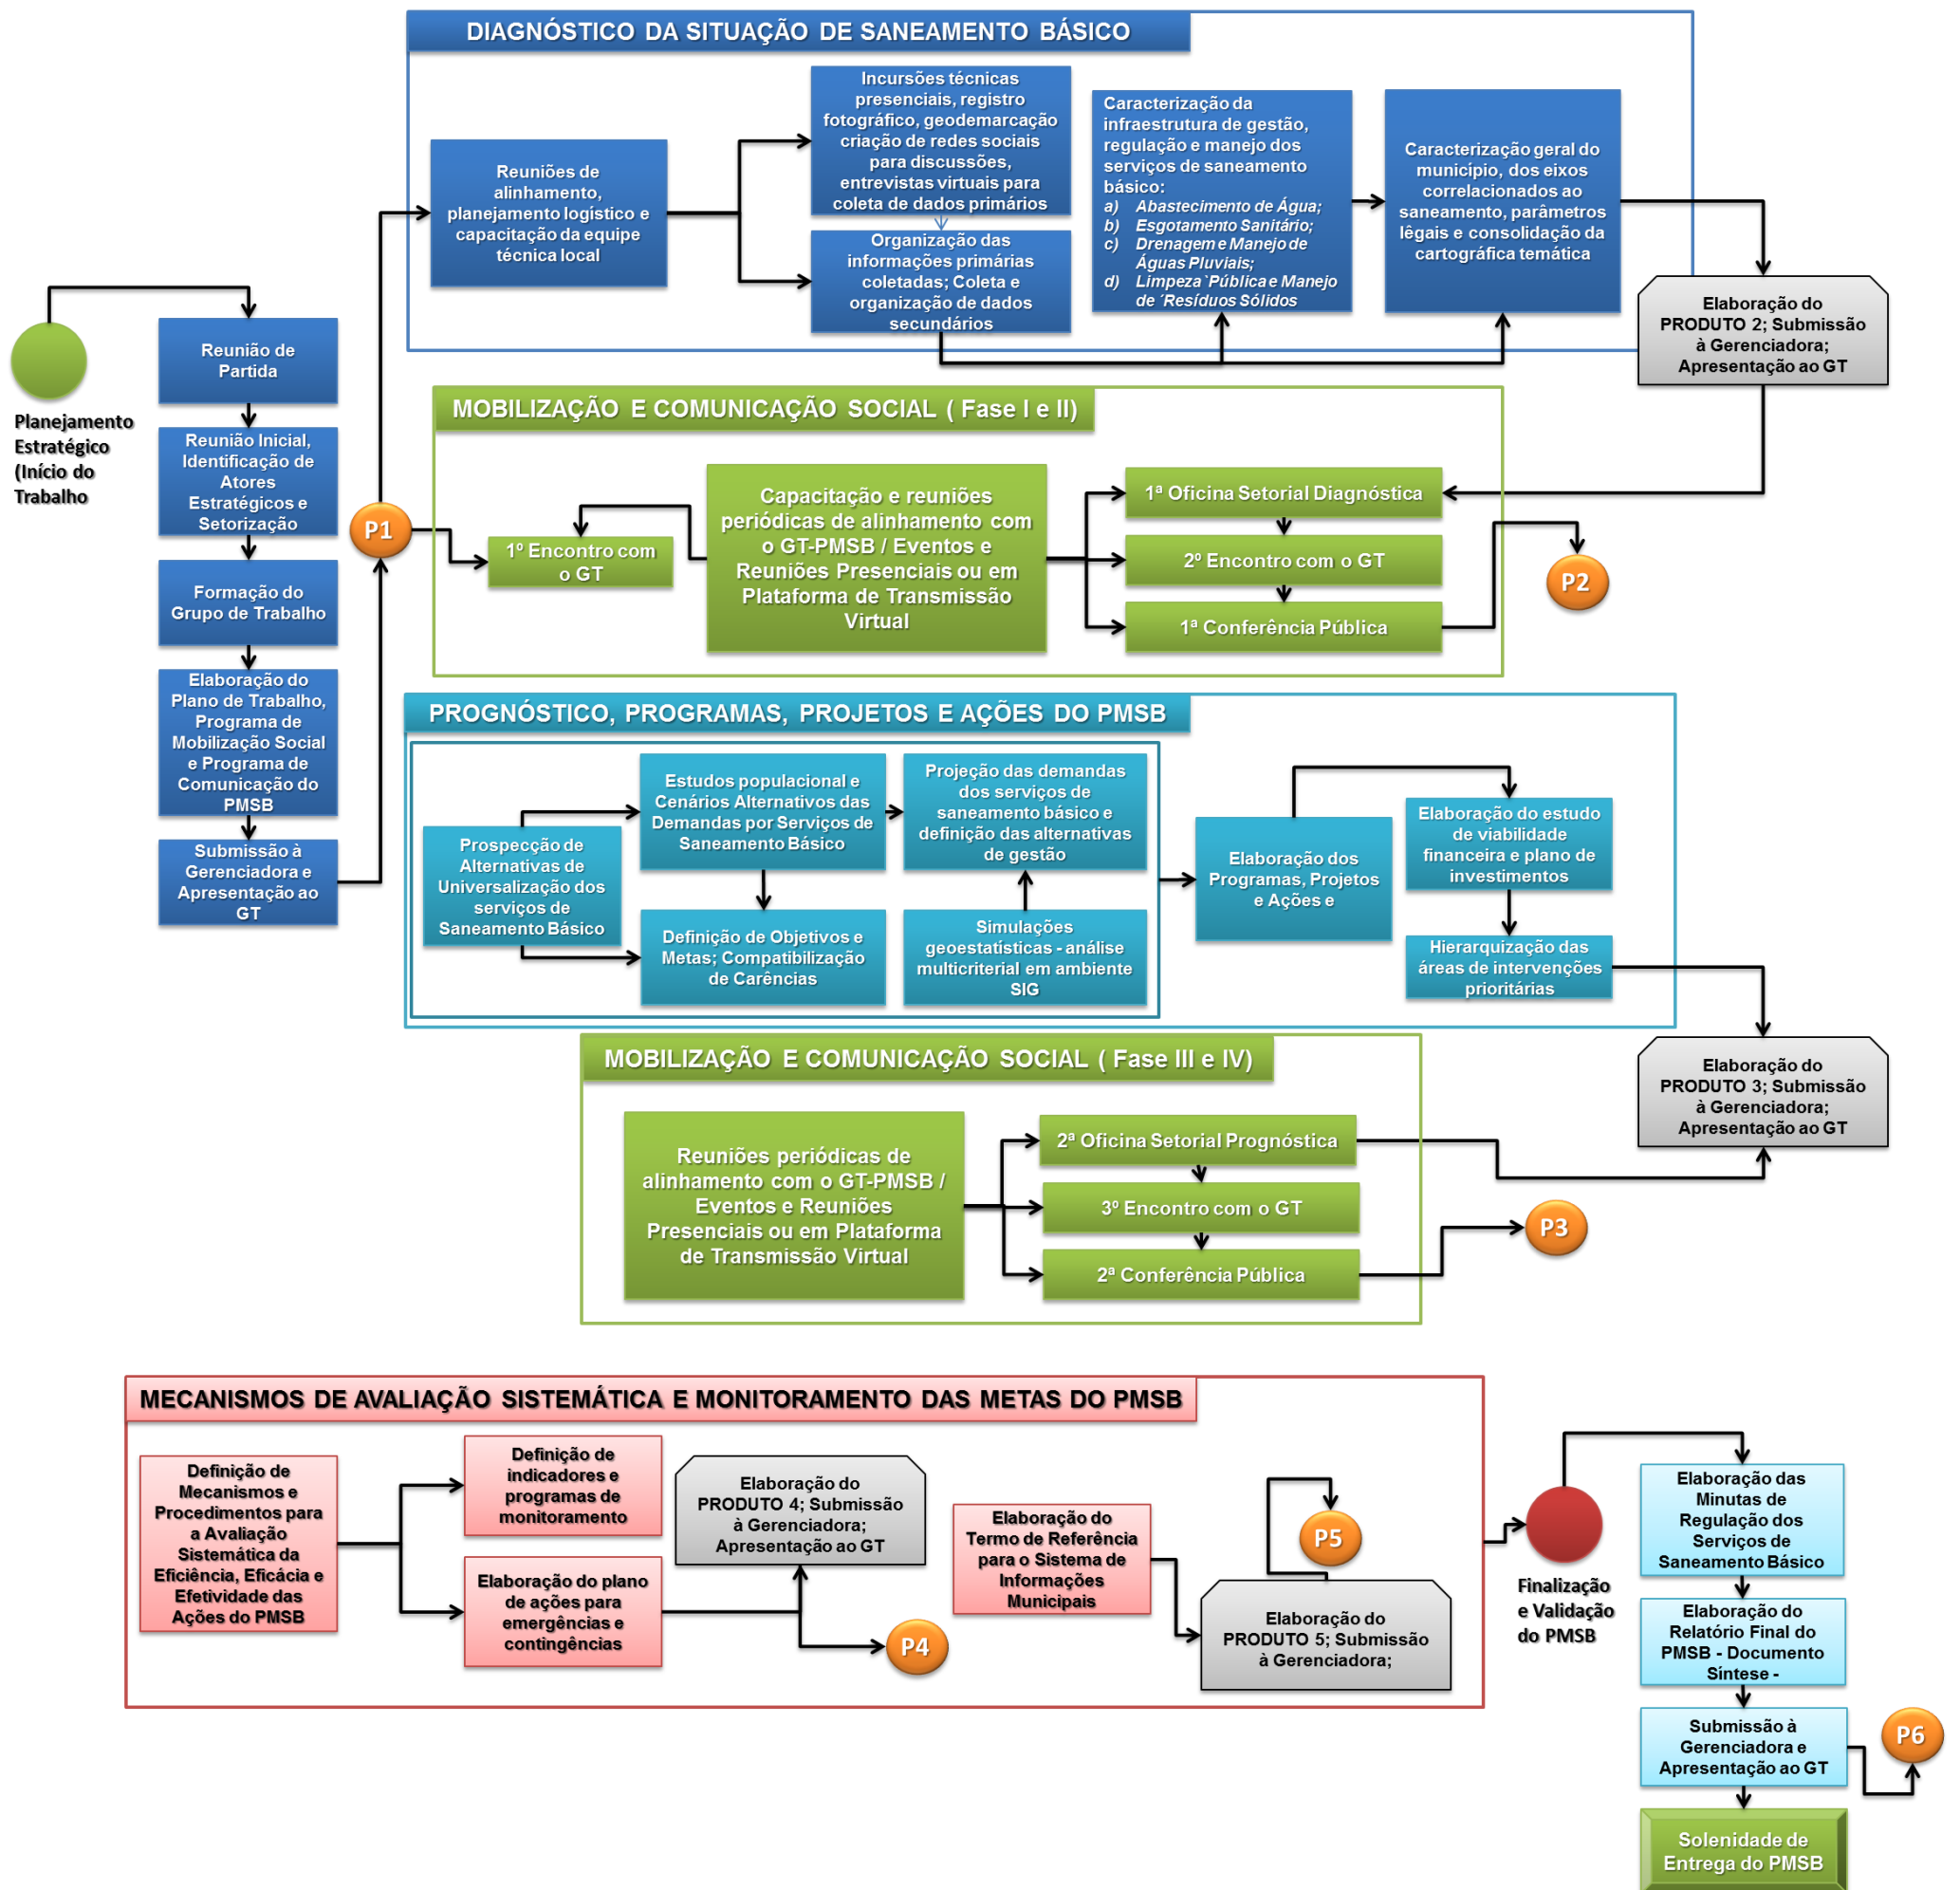 DIAGNÓSTICO DA SITUAÇÃO DE SANEAMENTO BÁSICO
Reuniões de
alinhamento,
planejamento logístico e
capacitação da equipe
técnica local
Incursões técnicas
presenciais, registro
fotográfico, geodemarcação
criação de redes sociais
para discussões,
entrevistas virtuais para
coleta de dados primários
Organização das
informações primárias
coletadas; Coleta e
organização de dados
secundários
Caracterização da
infraestrutura de gestão,
regulação e manejo dos
serviços de saneamento
básico:
a) Abastecimento de Água;
b) Esgotamento Sanitário;
c) Drenagem e Manejo de
Águas Pluviais;
d) Limpeza `Pública e Manejo
de ´Resíduos Sólidos
Caracterização geral do
município, dos eixos
correlacionados ao
saneamento, parâmetros
lêgais e consolidação da
cartográfica temática
Elaboração do
PRODUTO 2; Submissão
à Gerenciadora;
Apresentação ao GT
Planejamento
Estratégico
(Início do
Trabalho
Reunião de
Partida
Reunião Inicial,
Identificação de
Atores
Estratégicos e
Setorização
Formação do
Grupo de Trabalho
Elaboração do
Plano de Trabalho,
Programa de
Mobilização Social
e Programa de
Comunicação do
PMSB
Submissão à
Gerenciadora e
Apresentação ao
GT
P1
MOBILIZAÇÃO E COMUNICAÇÃO SOCIAL ( Fase I e II)
1º Encontro com
o GT
Capacitação e reuniões
periódicas de alinhamento com
o GT-PMSB / Eventos e
Reuniões Presenciais ou em
Plataforma de Transmissão
Virtual
1ª Oficina Setorial Diagnóstica
2º Encontro com o GT
1ª Conferência Pública
P2
PROGNÓSTICO, PROGRAMAS, PROJETOS E AÇÕES DO PMSB
Prospecção de
Alternativas de
Universalização dos
serviços de
Saneamento Básico
Estudos populacional e
Cenários Alternativos das
Demandas por Serviços de
Saneamento Básico
Definição de Objetivos e
Metas; Compatibilização
de Carências
Projeção das demandas
dos serviços de
saneamento básico e
definição das alternativas
de gestão
Simulações
geoestatísticas - análise
multicriterial em ambiente
SIG
Elaboração dos
Programas, Projetos
e Ações e
Elaboração do estudo
de viabilidade
financeira e plano de
investimentos
Hierarquização das
áreas de intervenções
prioritárias
Elaboração do
PRODUTO 3; Submissão
à Gerenciadora;
Apresentação ao GT
MOBILIZAÇÃO E COMUNICAÇÃO SOCIAL ( Fase III e IV)
Reuniões periódicas de
alinhamento com o GT-PMSB /
Eventos e Reuniões
Presenciais ou em Plataforma
de Transmissão Virtual
2ª Oficina Setorial Prognóstica
3º Encontro com o GT
2ª Conferência Pública
P3
MECANISMOS DE AVALIAÇÃO SISTEMÁTICA E MONITORAMENTO DAS METAS DO PMSB
Definição de
Mecanismos e
Procedimentos para
a Avaliação
Sistemática da
Eficiência, Eficácia e
Efetividade das
Ações do PMSB
Definição de
indicadores e
programas de
monitoramento
Elaboração do plano
de ações para
emergências e
contingências
Elaboração do
PRODUTO 4; Submissão
à Gerenciadora;
Apresentação ao GT
P4
Elaboração do
Termo de Referência
para o Sistema de
Informações
Municipais
P5
Elaboração do
PRODUTO 5; Submissão
à Gerenciadora;
Finalização
e Validação
do PMSB
Elaboração das
Minutas de
Regulação dos
Serviços de
Saneamento Básico
Elaboração do
Relatório Final do
PMSB - Documento
Síntese -
Submissão à
Gerenciadora e
Apresentação ao GT
P6
Solenidade de
Entrega do PMSB